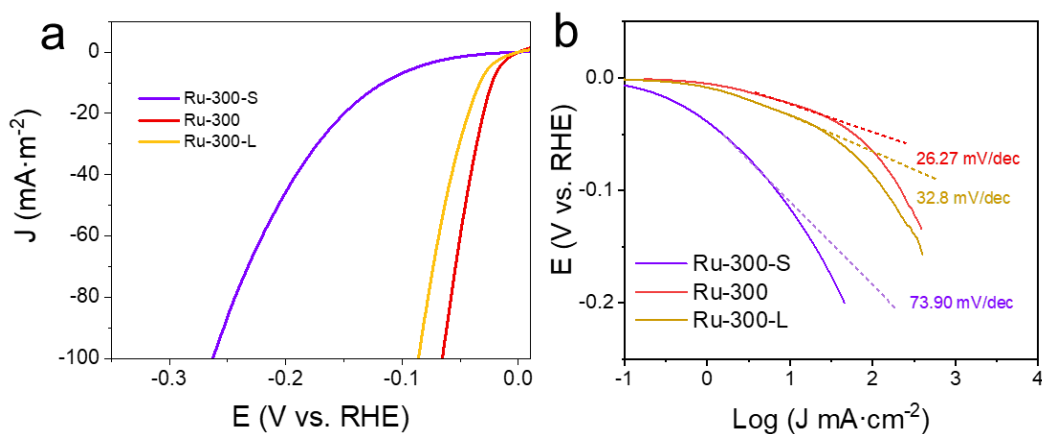 a
0
-20
-40
-60
-80
-100
J (mA·m⁻²)
Ru-300-S
Ru-300
Ru-300-L
-0.3
-0.2
-0.1
0.0
E (V vs. RHE)
b
0.0
-0.1
-0.2
E (V vs. RHE)
26.27 mV/dec
32.8 mV/dec
73.90 mV/dec
Ru-300-S
Ru-300
Ru-300-L
-1
0
1
2
3
4
Log (J mA·cm⁻²)